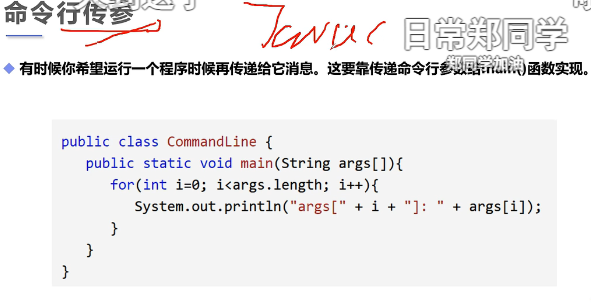 命令行传参
日常郑同学
郑同学加油
有时候你希望运行一个程序时候再传递给它消息。这要靠传递命令行参数给main()函数实现。
public class CommandLine {
public static void main(String args[]){
for(int i=0; i<args.length; i++){
System.out.println("args[" + i + "]: " + args[i]);
}
}
}